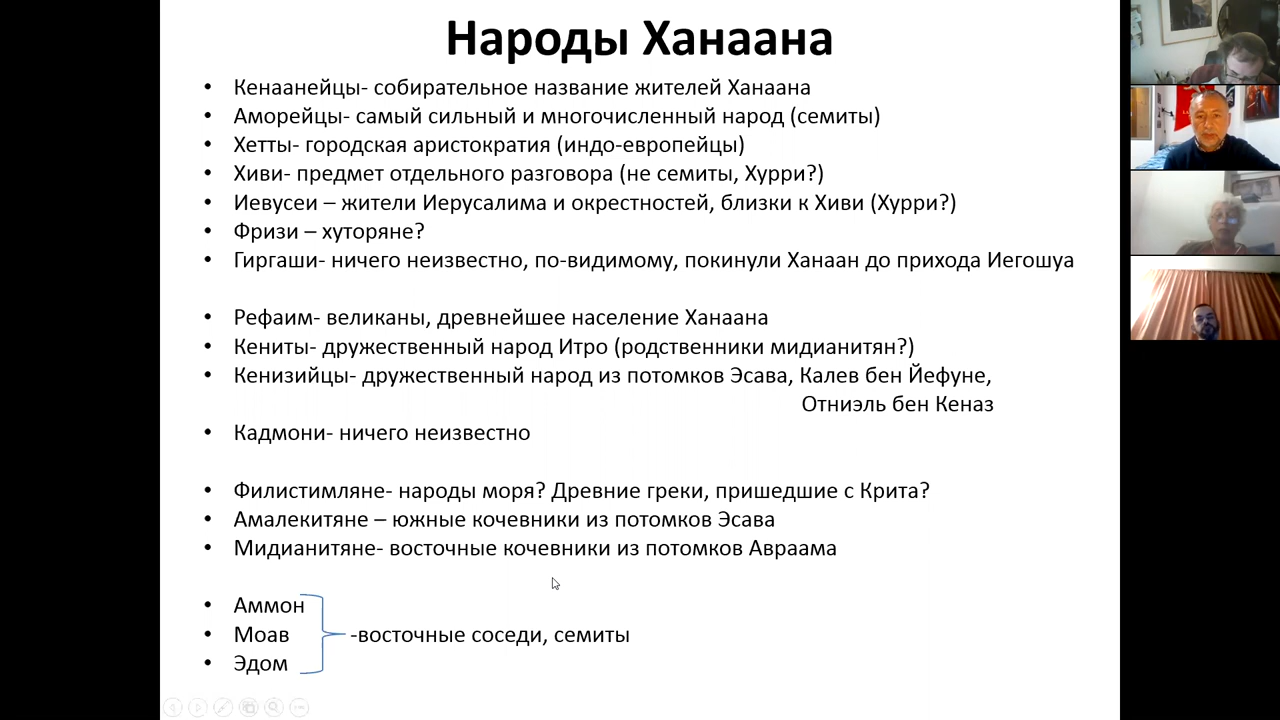 Народы Ханаана
• Кенаанейцы- собирательное название жителей Ханаана
• Аморейцы- самый сильный и многочисленный народ (семиты)
• Хетты- городская аристократия (индо-европейцы)
• Хиви- предмет отдельного разговора (не семиты, Хурри?)
• Иевусеи – жители Иерусалима и окрестностей, близки к Хиви (Хурри?)
• Фризи – хуторяне?
• Гиргаши- ничего неизвестно, по-видимому, покинули Ханаан до прихода Иегошуа
• Рефаим- великаны, древнейшее население Ханаана
• Кениты- дружественный народ Итро (родственники мидианитян?)
• Кенизийцы- дружественный народ из потомков Эсава, Калев бен Йефуне,
Отниэль бен Кеназ
• Кадмони- ничего неизвестно
• Филистимляне- народы моря? Древние греки, пришедшие с Крита?
• Амалекитяне – южные кочевники из потомков Эсава
• Мидианитяне- восточные кочевники из потомков Авраама
• Аммон
• Моав -восточные соседи, семиты
• Эдом